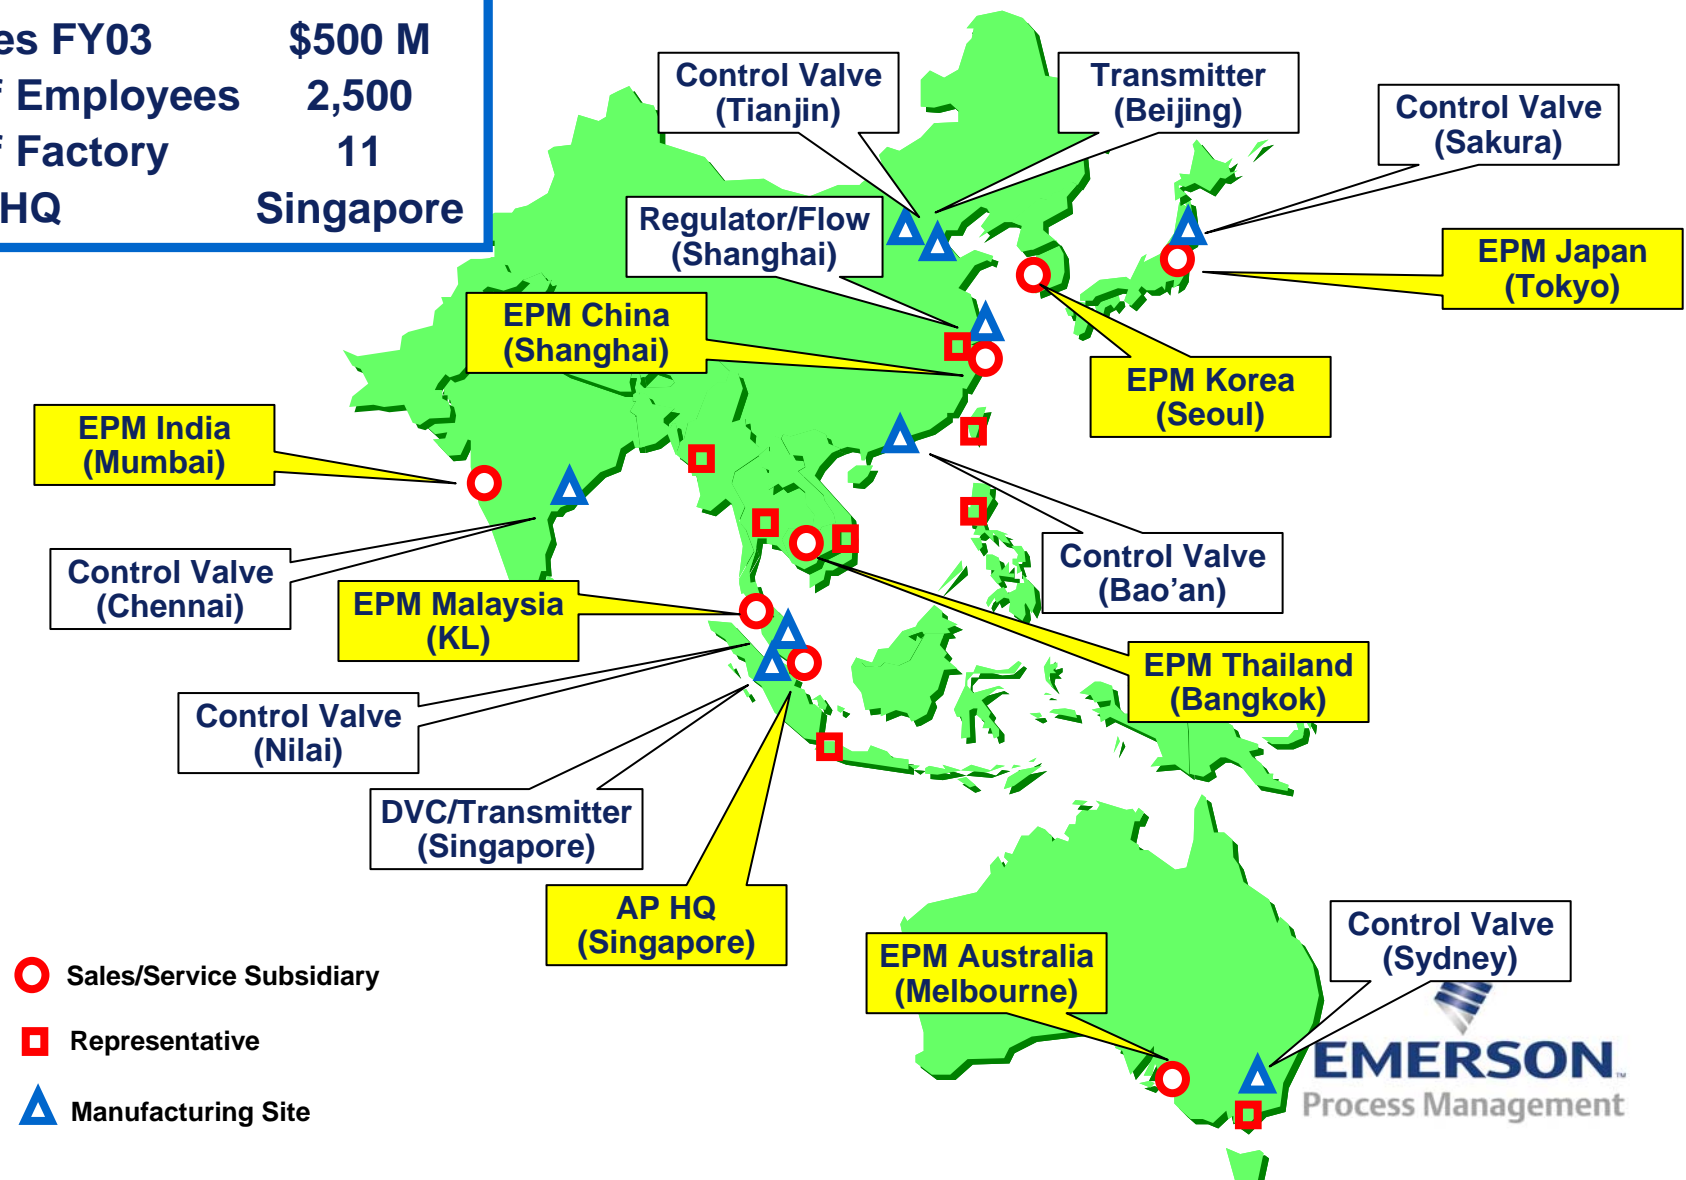 es FY03 $500 M
f Employees 2,500
f Factory 11
HQ Singapore
Control Valve
(Tianjin)
Transmitter
(Beijing)
Control Valve
(Sakura)
Regulator/Flow
(Shanghai)
EPM Japan
(Tokyo)
EPM China
(Shanghai)
EPM Korea
(Seoul)
EPM India
(Mumbai)
Control Valve
(Chennai)
Control Valve
(Bao’an)
EPM Malaysia
(KL)
EPM Thailand
(Bangkok)
Control Valve
(Nilai)
DVC/Transmitter
(Singapore)
AP HQ
(Singapore)
EPM Australia
(Melbourne)
Control Valve
(Sydney)
Sales/Service Subsidiary
Representative
Manufacturing Site
EMERSON™
Process Management